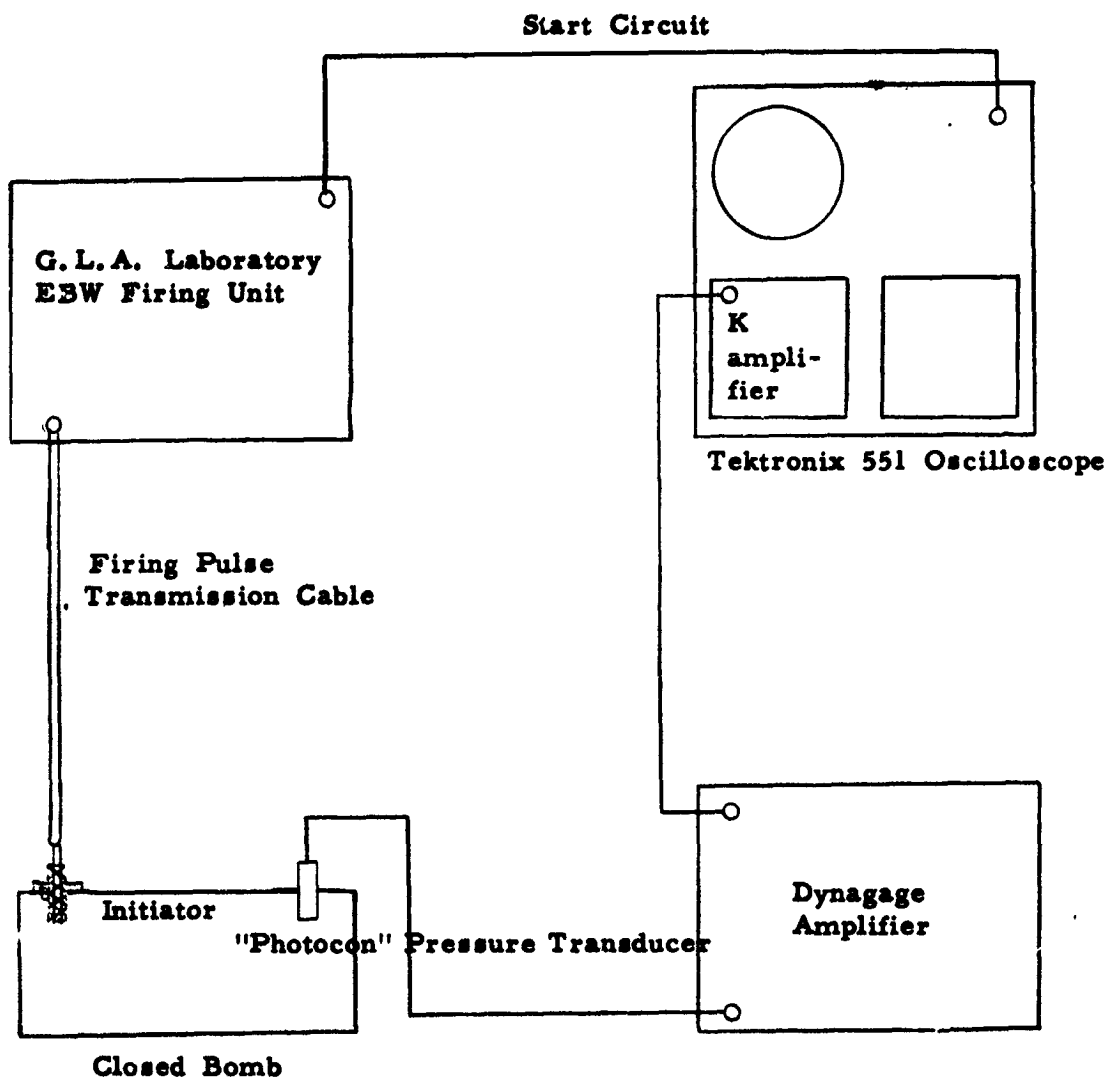 Start Circuit
G. L. A. Laboratory
EBW Firing Unit
K
ampli-
fier
Tektronix 551 Oscilloscope
Firing Pulse
Transmission Cable
Initiator
"Photocon" Pressure Transducer
Dynagage
Amplifier
Closed Bomb